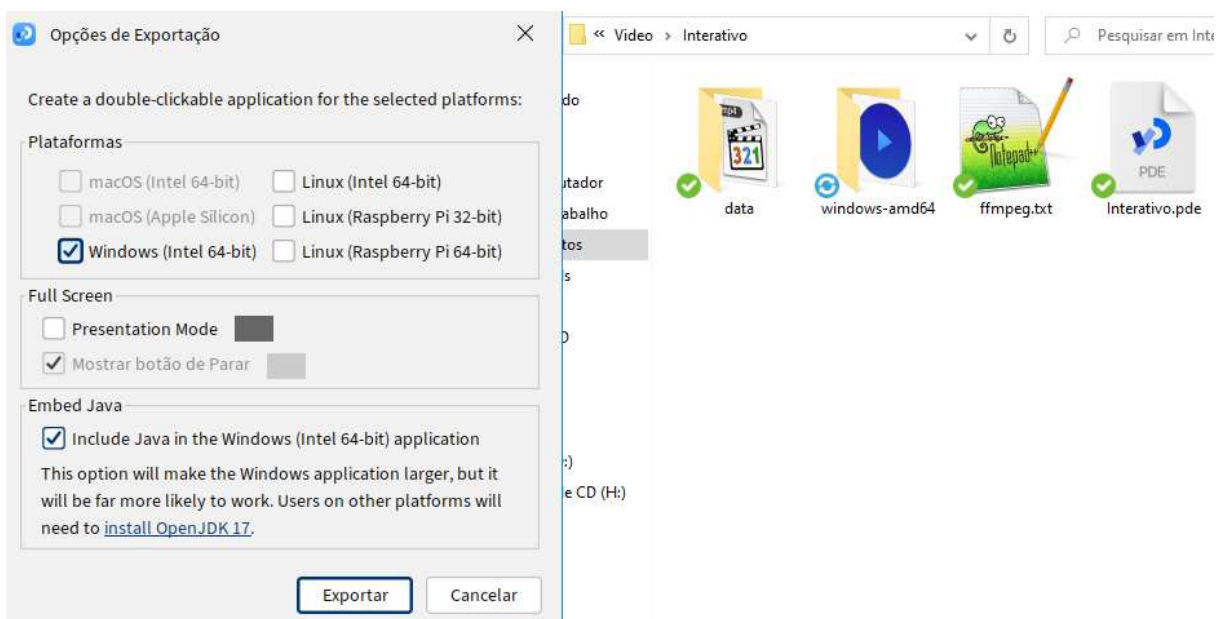 Opções de Exportação
Create a double-clickable application for the selected platforms:
Plataformas
macOS (Intel 64-bit)
Linux (Intel 64-bit)
macOS (Apple Silicon)
Linux (Raspberry Pi 32-bit)
Windows (Intel 64-bit)
Linux (Raspberry Pi 64-bit)
Full Screen
Presentation Mode
Mostrar botão de Parar
Embed Java
Include Java in the Windows (Intel 64-bit) application
This option will make the Windows application larger, but it
will be far more likely to work. Users on other platforms will
need to install OpenJDK 17.
Exportar
Cancelar
« Video > Interativo
Pesquisar em Inte
do
utador
abalho
tos
s
:)
e CD (H:)
mp4
321
data
windows-amd64
Notepad++
ffmpeg.txt
PDE
Interativo.pde